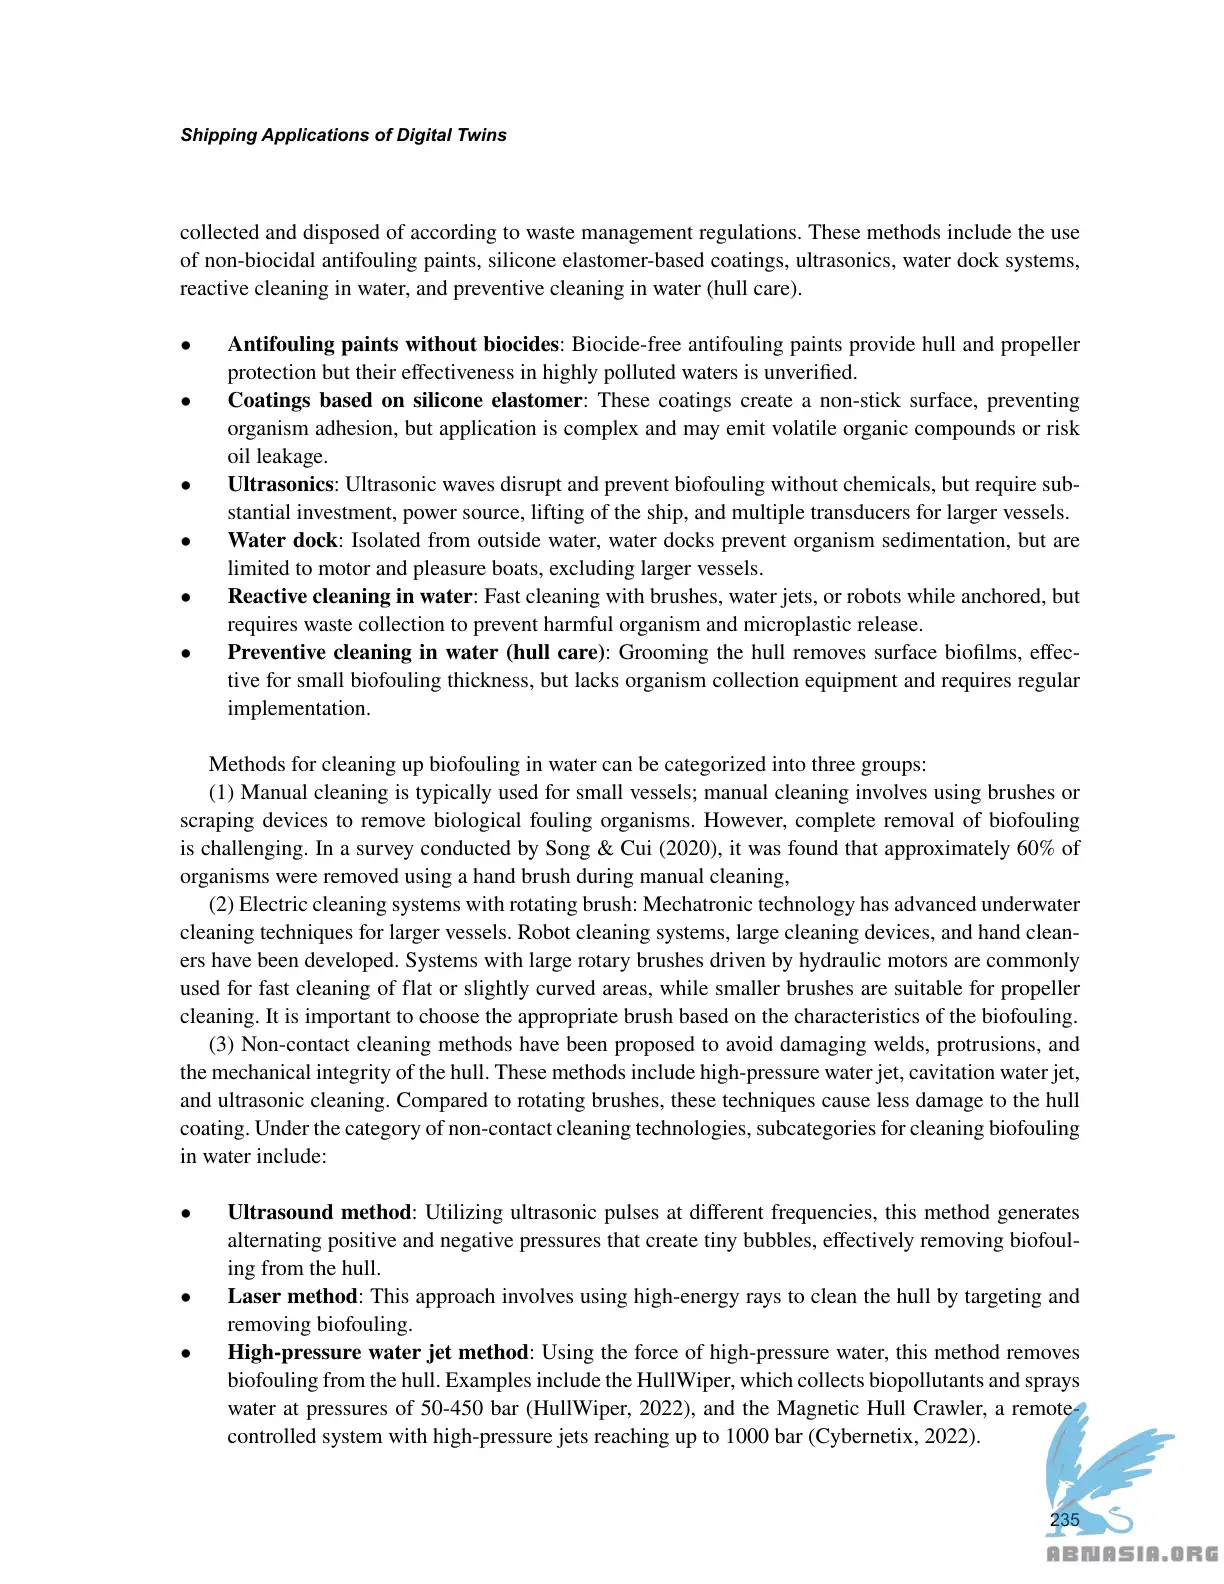 Shipping Applications of Digital Twins
collected and disposed of according to waste management regulations. These methods include the use
of non-biocidal antifouling paints, silicone elastomer-based coatings, ultrasonics, water dock systems,
reactive cleaning in water, and preventive cleaning in water (hull care).
● Antifouling paints without biocides: Biocide-free antifouling paints provide hull and propeller
protection but their effectiveness in highly polluted waters is unverified.
● Coatings based on silicone elastomer: These coatings create a non-stick surface, preventing
organism adhesion, but application is complex and may emit volatile organic compounds or risk
oil leakage.
● Ultrasonics: Ultrasonic waves disrupt and prevent biofouling without chemicals, but require sub-
stantial investment, power source, lifting of the ship, and multiple transducers for larger vessels.
● Water dock: Isolated from outside water, water docks prevent organism sedimentation, but are
limited to motor and pleasure boats, excluding larger vessels.
● Reactive cleaning in water: Fast cleaning with brushes, water jets, or robots while anchored, but
requires waste collection to prevent harmful organism and microplastic release.
● Preventive cleaning in water (hull care): Grooming the hull removes surface biofilms, effec-
tive for small biofouling thickness, but lacks organism collection equipment and requires regular
implementation.
Methods for cleaning up biofouling in water can be categorized into three groups:
(1) Manual cleaning is typically used for small vessels; manual cleaning involves using brushes or
scraping devices to remove biological fouling organisms. However, complete removal of biofouling
is challenging. In a survey conducted by Song & Cui (2020), it was found that approximately 60% of
organisms were removed using a hand brush during manual cleaning,
(2) Electric cleaning systems with rotating brush: Mechatronic technology has advanced underwater
cleaning techniques for larger vessels. Robot cleaning systems, large cleaning devices, and hand clean-
ers have been developed. Systems with large rotary brushes driven by hydraulic motors are commonly
used for fast cleaning of flat or slightly curved areas, while smaller brushes are suitable for propeller
cleaning. It is important to choose the appropriate brush based on the characteristics of the biofouling.
(3) Non-contact cleaning methods have been proposed to avoid damaging welds, protrusions, and
the mechanical integrity of the hull. These methods include high-pressure water jet, cavitation water jet,
and ultrasonic cleaning. Compared to rotating brushes, these techniques cause less damage to the hull
coating. Under the category of non-contact cleaning technologies, subcategories for cleaning biofouling
in water include:
● Ultrasound method: Utilizing ultrasonic pulses at different frequencies, this method generates
alternating positive and negative pressures that create tiny bubbles, effectively removing biofoul-
ing from the hull.
● Laser method: This approach involves using high-energy rays to clean the hull by targeting and
removing biofouling.
● High-pressure water jet method: Using the force of high-pressure water, this method removes
biofouling from the hull. Examples include the HullWiper, which collects biopollutants and sprays
water at pressures of 50-450 bar (HullWiper, 2022), and the Magnetic Hull Crawler, a remote-
controlled system with high-pressure jets reaching up to 1000 bar (Cybernetix, 2022).
235
ABNASIA.ORG